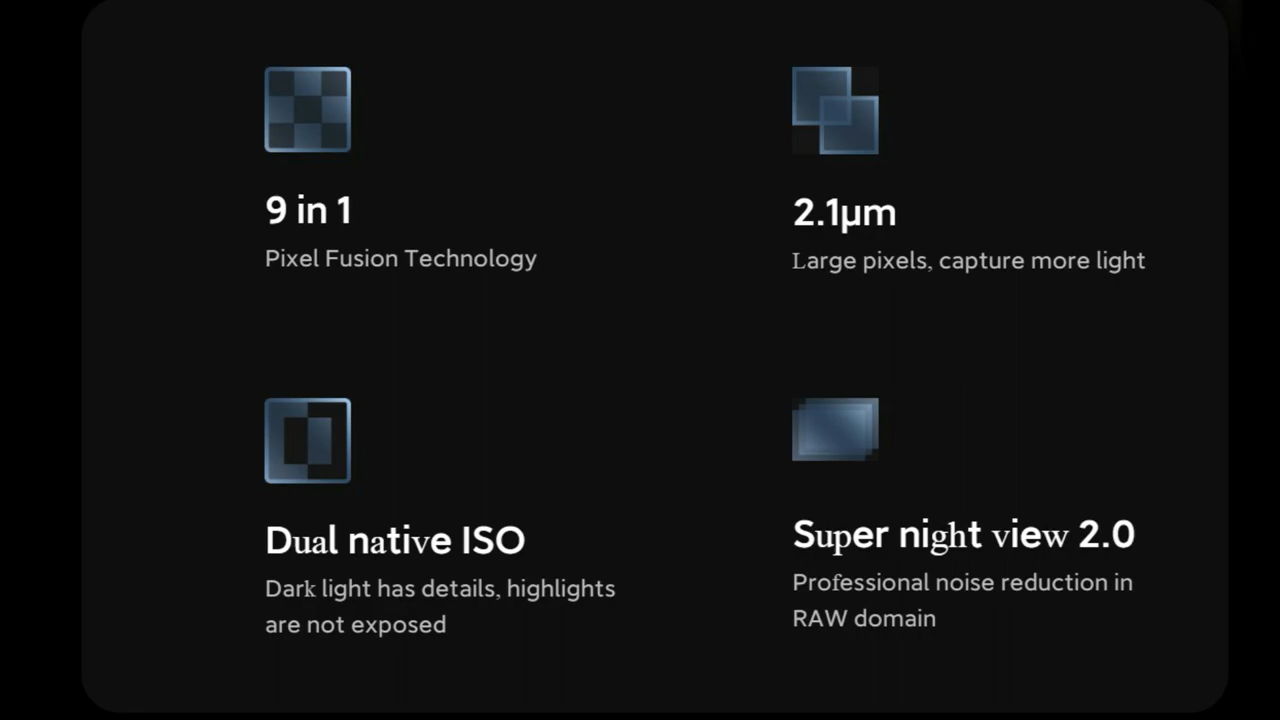 9 in 1
Pixel Fusion Technology
2.1µm
Large pixels, capture more light
Dual native ISO
Dark light has details, highlights
are not exposed
Super night view 2.0
Professional noise reduction in
RAW domain